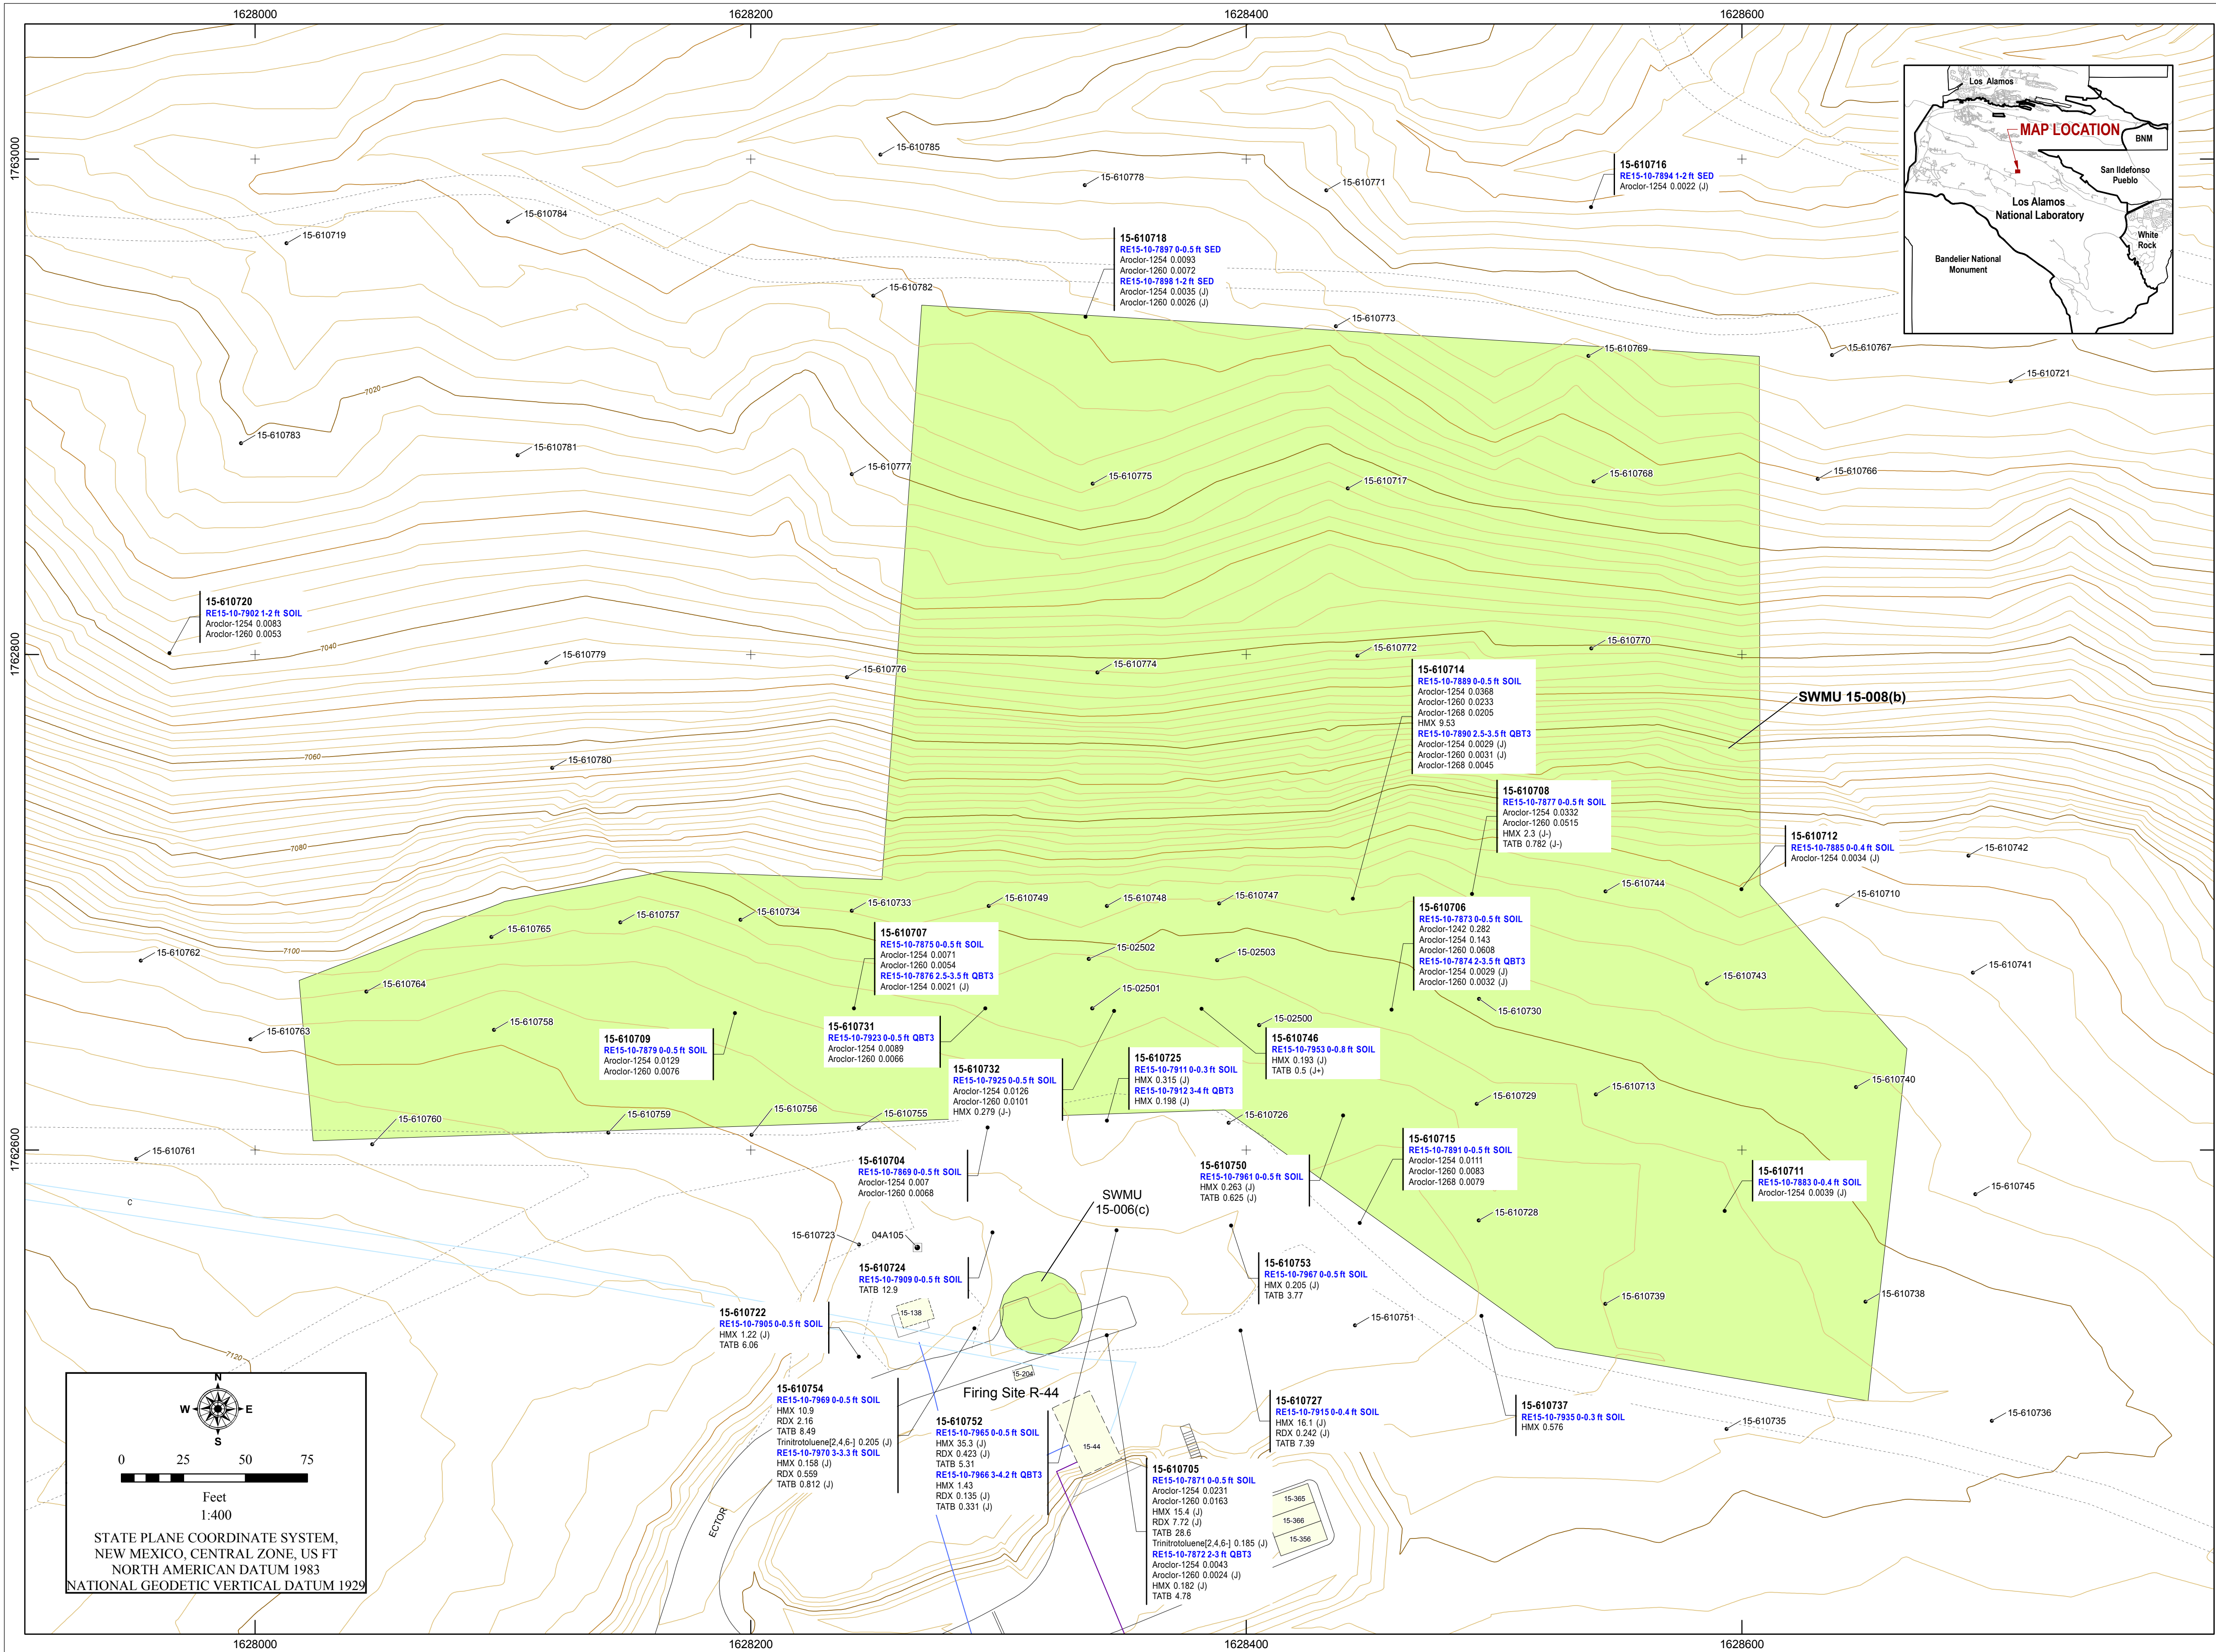 1628000
1628200
1628400
1628600
1763000
1762800
1762600
Los Alamos
MAP LOCATION
BNM
San Ildefonso
Pueblo
Los Alamos
National Laboratory
White
Rock
Bandelier National
Monument
15-610785
15-610778
15-610771
15-610716
RE15-10-7894 1-2 ft SED
Aroclor-1254 0.0022 (J)
15-610784
15-610719
15-610718
RE15-10-7897 0-0.5 ft SED
Aroclor-1254 0.0093
Aroclor-1260 0.0072
RE15-10-7898 1-2 ft SED
Aroclor-1254 0.0035 (J)
Aroclor-1260 0.0026 (J)
15-610782
15-610773
15-610769
15-610767
15-610721
7020
15-610783
15-610781
15-610777
15-610775
15-610717
15-610768
15-610766
15-610720
RE15-10-7902 1-2 ft SOIL
Aroclor-1254 0.0083
Aroclor-1260 0.0053
7040
15-610779
15-610776
15-610774
15-610772
15-610770
15-610714
RE15-10-7889 0-0.5 ft SOIL
Aroclor-1254 0.0368
Aroclor-1260 0.0233
Aroclor-1268 0.0205
HMX 9.53
RE15-10-7890 2.5-3.5 ft QBT3
Aroclor-1254 0.0029 (J)
Aroclor-1260 0.0031 (J)
Aroclor-1268 0.0045
SWMU 15-008(b)
7060
15-610780
15-610708
RE15-10-7877 0-0.5 ft SOIL
Aroclor-1254 0.0332
Aroclor-1260 0.0515
HMX 2.3 (J-)
TATB 0.782 (J-)
7080
15-610712
RE15-10-7885 0-0.4 ft SOIL
Aroclor-1254 0.0034 (J)
15-610742
15-610744
15-610710
15-610757
15-610734
15-610733
15-610749
15-610748
15-610747
15-610706
RE15-10-7873 0-0.5 ft SOIL
Aroclor-1242 0.282
Aroclor-1254 0.143
Aroclor-1260 0.0608
RE15-10-7874 2-3.5 ft QBT3
Aroclor-1254 0.0029 (J)
Aroclor-1260 0.0032 (J)
15-610765
7100
15-610762
15-610707
RE15-10-7875 0-0.5 ft SOIL
Aroclor-1254 0.0071
Aroclor-1260 0.0054
RE15-10-7876 2.5-3.5 ft QBT3
Aroclor-1254 0.0021 (J)
15-02502
15-02503
15-610741
15-610743
15-610764
15-02501
15-610730
15-610763
15-610758
15-02500
15-610709
RE15-10-7879 0-0.5 ft SOIL
Aroclor-1254 0.0129
Aroclor-1260 0.0076
15-610731
RE15-10-7923 0-0.5 ft QBT3
Aroclor-1254 0.0089
Aroclor-1260 0.0066
15-610746
RE15-10-7953 0-0.8 ft SOIL
HMX 0.193 (J)
TATB 0.5 (J+)
15-610732
RE15-10-7925 0-0.5 ft SOIL
Aroclor-1254 0.0126
Aroclor-1260 0.0101
HMX 0.279 (J-)
15-610725
RE15-10-7911 0-0.3 ft SOIL
HMX 0.315 (J)
RE15-10-7912 3-4 ft QBT3
HMX 0.198 (J)
15-610729
15-610713
15-610740
15-610760
15-610759
15-610756
15-610755
15-610726
15-610761
15-610704
RE15-10-7869 0-0.5 ft SOIL
Aroclor-1254 0.007
Aroclor-1260 0.0068
15-610750
RE15-10-7961 0-0.5 ft SOIL
HMX 0.263 (J)
TATB 0.625 (J)
15-610715
RE15-10-7891 0-0.5 ft SOIL
Aroclor-1254 0.0111
Aroclor-1260 0.0083
Aroclor-1268 0.0079
15-610711
RE15-10-7883 0-0.4 ft SOIL
Aroclor-1254 0.0039 (J)
15-610745
C
SWMU
15-006(c)
15-610728
15-610723
04A105
15-610724
RE15-10-7909 0-0.5 ft SOIL
TATB 12.9
15-610753
RE15-10-7967 0-0.5 ft SOIL
HMX 0.205 (J)
TATB 3.77
15-610739
15-610738
15-610722
RE15-10-7905 0-0.5 ft SOIL
HMX 1.22 (J)
TATB 6.06
15-138
15-610751
7120
15-204
Firing Site R-44
15-610754
RE15-10-7969 0-0.5 ft SOIL
HMX 10.9
RDX 2.16
TATB 8.49
Trinitrotoluene[2,4,6-] 0.205 (J)
RE15-10-7970 3-3.3 ft SOIL
HMX 0.158 (J)
RDX 0.559
TATB 0.812 (J)
15-610752
RE15-10-7965 0-0.5 ft SOIL
HMX 35.3 (J)
RDX 0.423 (J)
TATB 5.31
RE15-10-7966 3-4.2 ft QBT3
HMX 1.43
RDX 0.135 (J)
TATB 0.331 (J)
15-44
15-610727
RE15-10-7915 0-0.4 ft SOIL
HMX 16.1 (J)
RDX 0.242 (J)
TATB 7.39
15-610737
RE15-10-7935 0-0.3 ft SOIL
HMX 0.576
15-610735
15-610736
15-610705
RE15-10-7871 0-0.5 ft SOIL
Aroclor-1254 0.0231
Aroclor-1260 0.0163
HMX 15.4 (J)
RDX 7.72 (J)
TATB 28.6
Trinitrotoluene[2,4,6-] 0.185 (J)
RE15-10-7872 2-3 ft QBT3
Aroclor-1254 0.0043
Aroclor-1260 0.0024 (J)
HMX 0.182 (J)
TATB 4.78
15-365
15-366
15-356
ECTOR
N
W E
S
0 25 50 75
Feet
1:400
STATE PLANE COORDINATE SYSTEM,
NEW MEXICO, CENTRAL ZONE, US FT
NORTH AMERICAN DATUM 1983
NATIONAL GEODETIC VERTICAL DATUM 1929
1628000
1628200
1628400
1628600